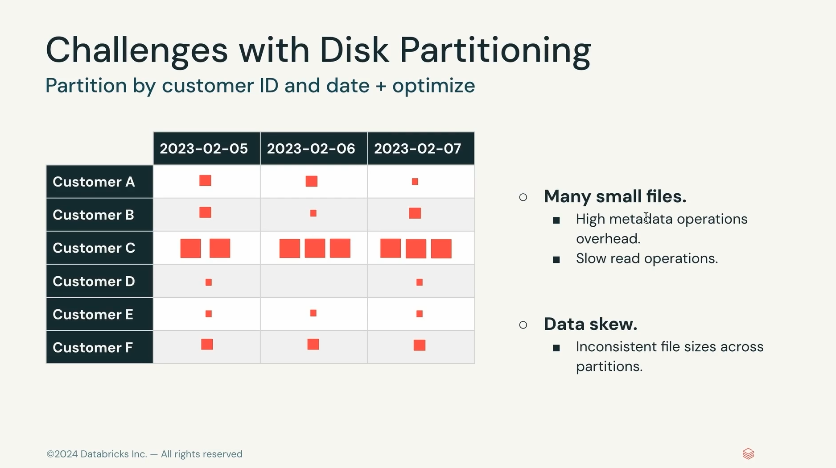 Challenges with Disk Partitioning
Partition by customer ID and date + optimize
2023-02-05 2023-02-06 2023-02-07
Customer A
Customer B
Customer C
Customer D
Customer E
Customer F
○ Many small files.
■ High metadata operations
overhead.
■ Slow read operations.
○ Data skew.
■ Inconsistent file sizes across
partitions.
©2024 Databricks Inc. — All rights reserved